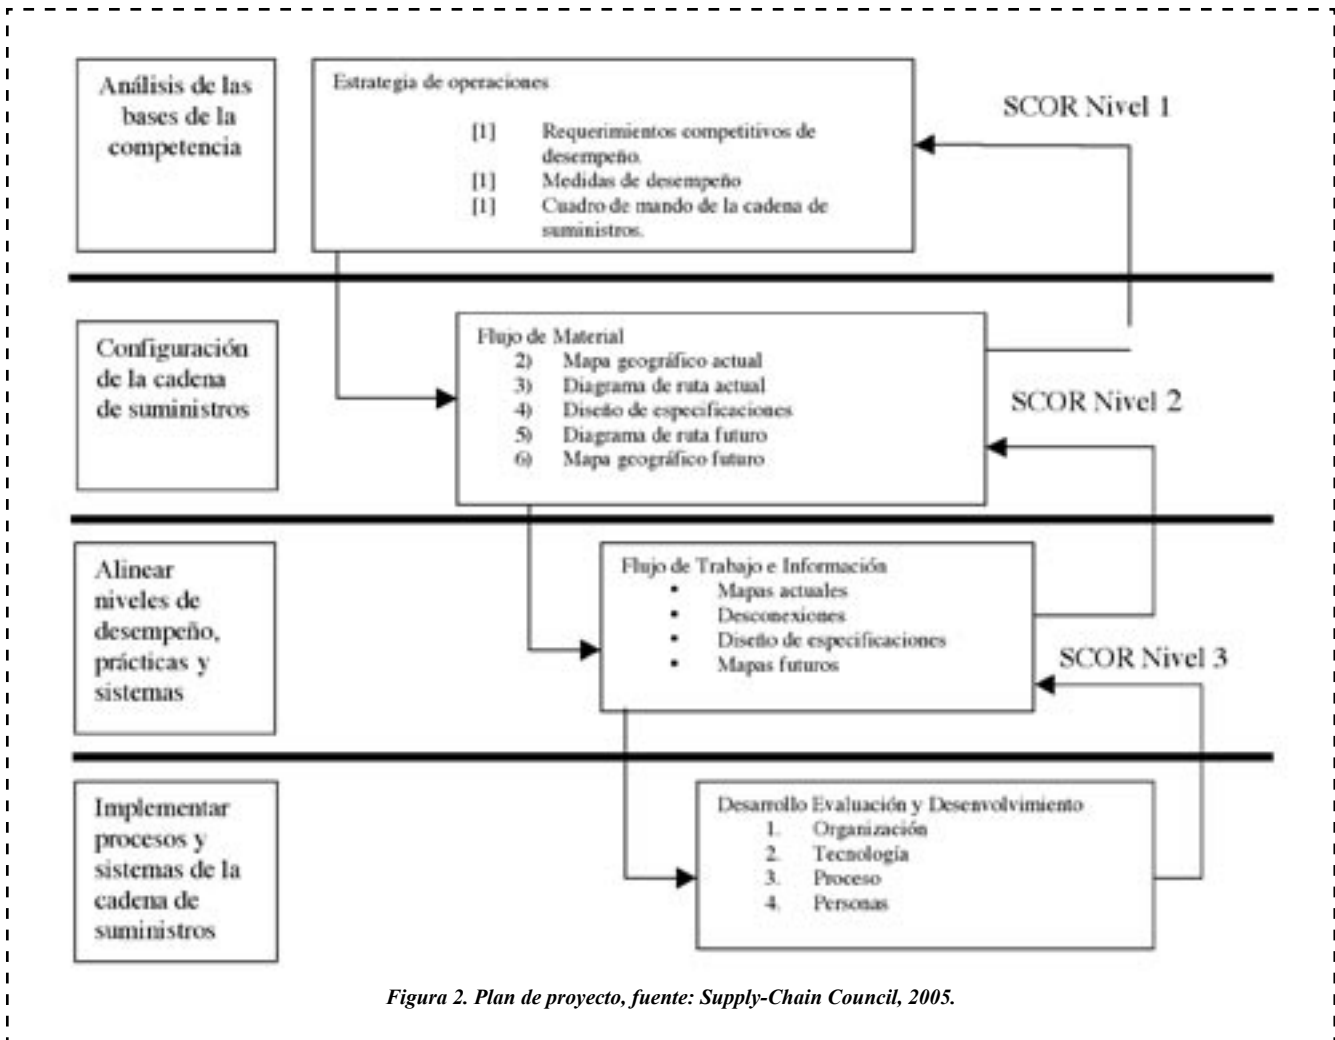 Análisis de las
bases de la
competencia
Estrategia de operaciones
[1] Requerimientos competitivos de
desempeño.
[1] Medidas de desempeño
[1] Cuadro de mando de la cadena de
suministros.
SCOR Nivel 1
Configuración
de la cadena
de suministros
Flujo de Material
2) Mapa geográfico actual
3) Diagrama de ruta actual
4) Diseño de especificaciones
5) Diagrama de ruta futuro
6) Mapa geográfico futuro
SCOR Nivel 2
Alinear
niveles de
desempeño,
prácticas y
sistemas
Flujo de Trabajo e Información
• Mapas actuales
• Desconexiones
• Diseño de especificaciones
• Mapas futuros
SCOR Nivel 3
Implementar
procesos y
sistemas de la
cadena de
suministros
Desarrollo Evaluación y Desenvolvimiento
1. Organización
2. Tecnología
3. Proceso
4. Personas
Figura 2. Plan de proyecto, fuente: Supply-Chain Council, 2005.